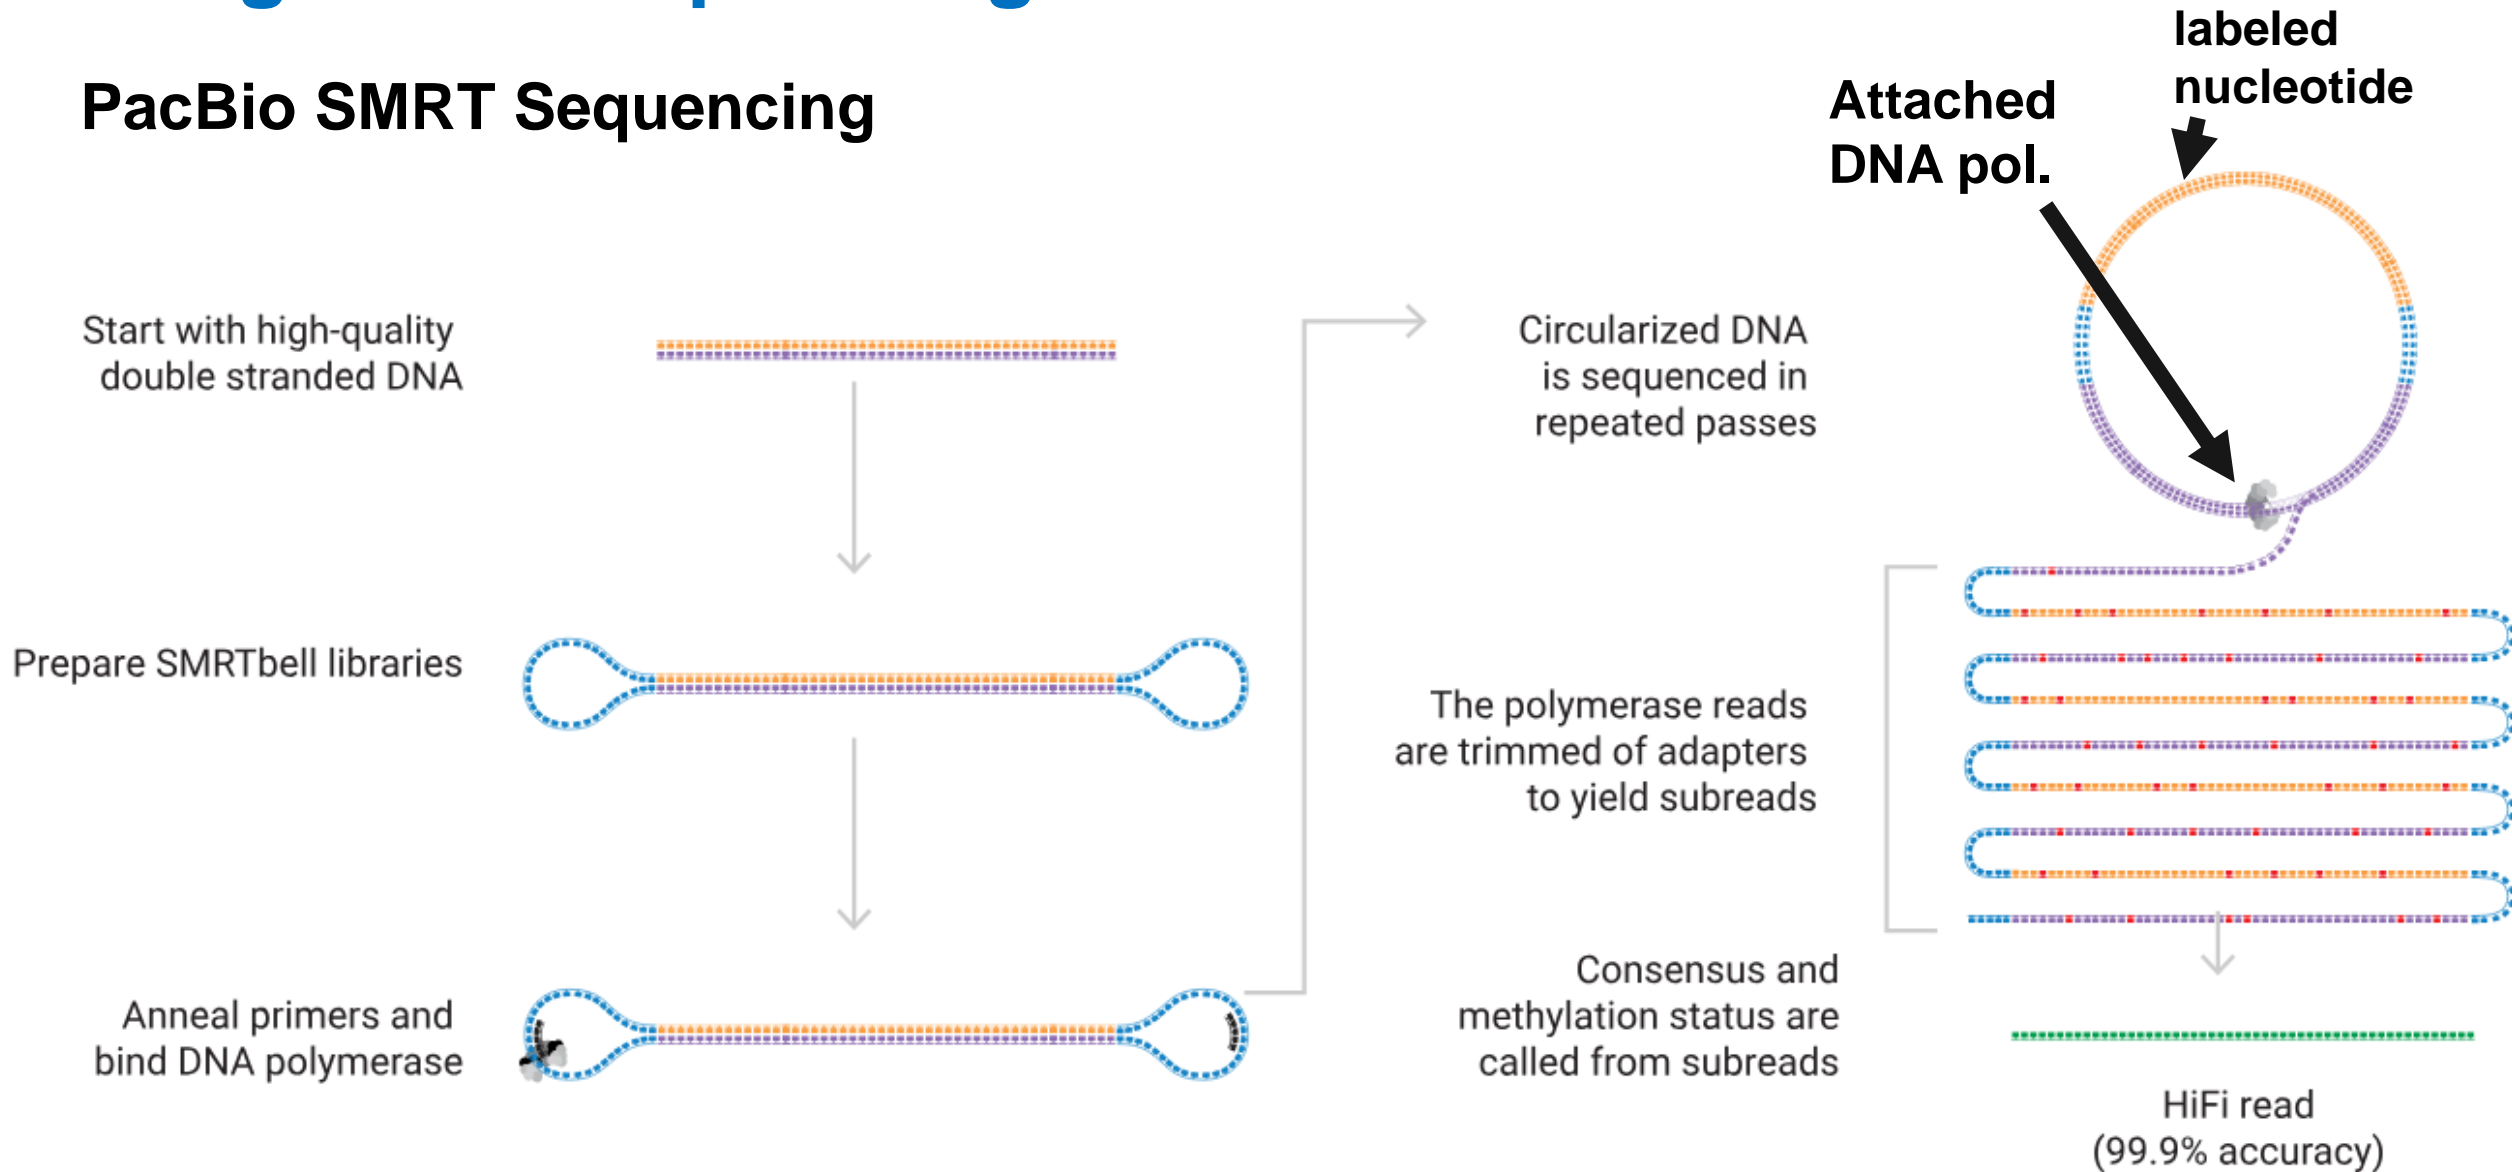 PacBio SMRT Sequencing
labeled
nucleotide
Attached
DNA pol.
Start with high-quality
double stranded DNA
Prepare SMRTbell libraries
Anneal primers and
bind DNA polymerase
Circularized DNA
is sequenced in
repeated passes
The polymerase reads
are trimmed of adapters
to yield subreads
Consensus and
methylation status are
called from subreads
HiFi read
(99.9% accuracy)